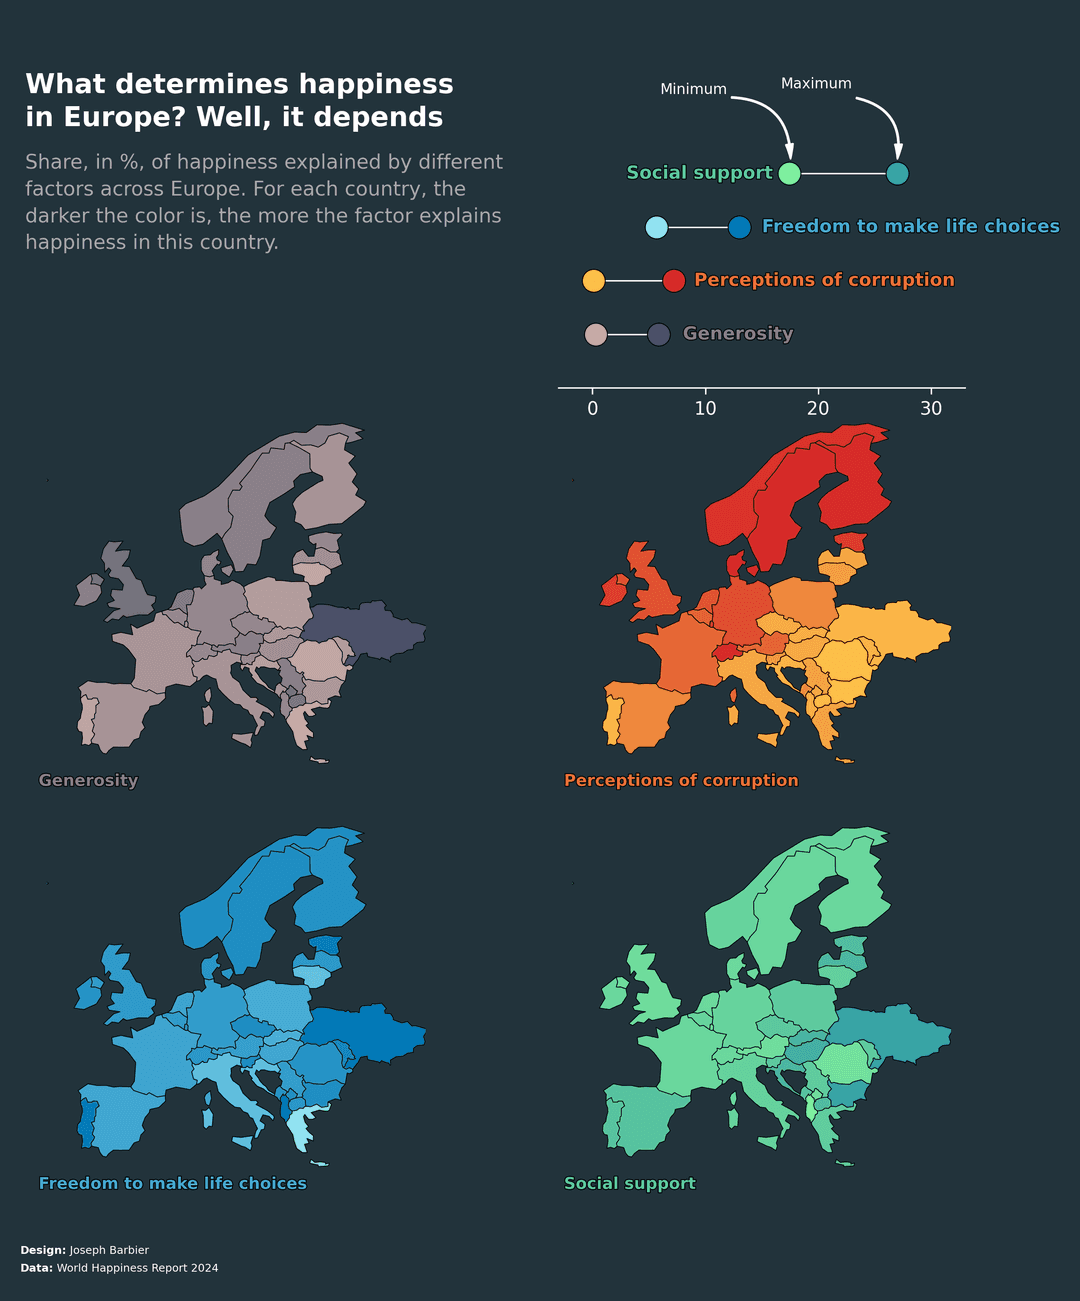 What determines happiness
in Europe? Well, it depends
Share, in %, of happiness explained by different
factors across Europe. For each country, the
darker the color is, the more the factor explains
happiness in this country.
Minimum
Maximum
Social support
Freedom to make life choices
Perceptions of corruption
Generosity
0 10 20 30
Generosity
Perceptions of corruption
Freedom to make life choices
Social support
Design: Joseph Barbier
Data: World Happiness Report 2024